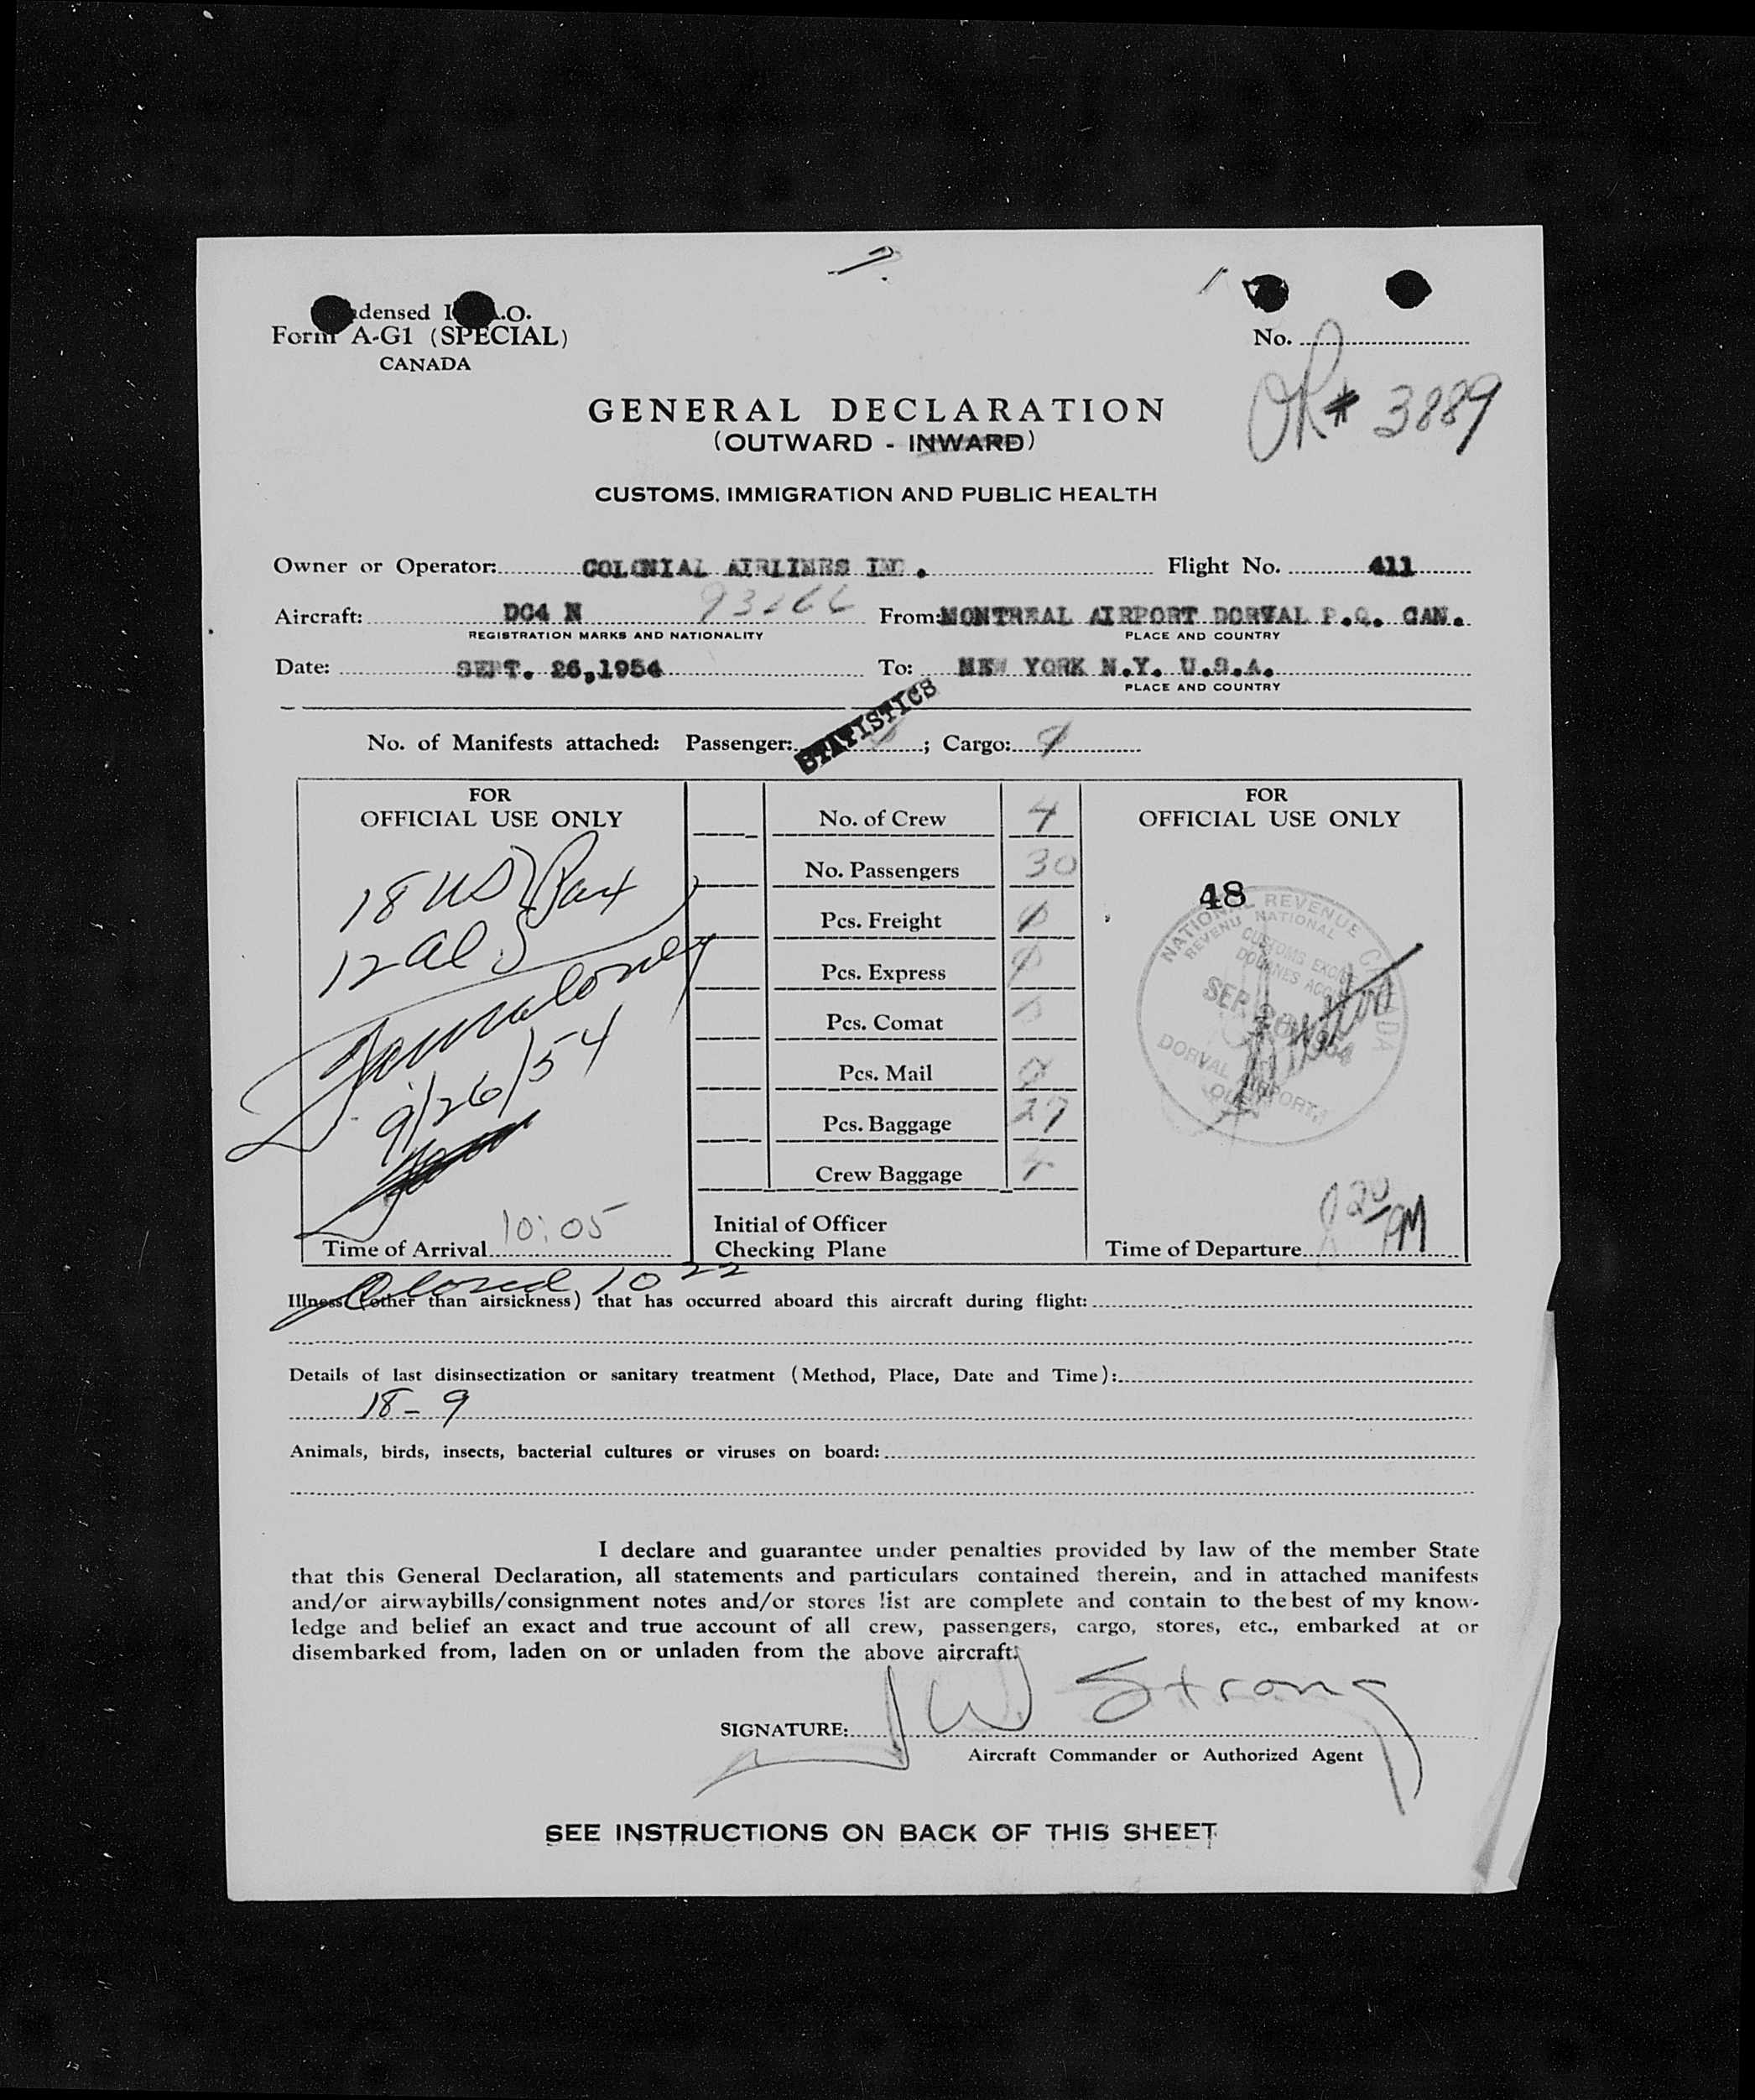 Form A-G1 (SPECIAL)
CANADA
No.
OK# 3889
GENERAL DECLARATION
(OUTWARD - INWARD)
CUSTOMS, IMMIGRATION AND PUBLIC HEALTH
Owner or Operator: COLONIAL AIRLINES INC. Flight No. 411
Aircraft: DC4 N From: MONTREAL AIRPORT DORVAL P.Q. CAN.
REGISTRATION MARKS AND NATIONALITY PLACE AND COUNTRY
Date: SEPT. 26,1954 To: NEW YORK N.Y. U.S.A.
PLACE AND COUNTRY
STATISTICS
No. of Manifests attached: Passenger: ; Cargo:
FOR
OFFICIAL USE ONLY
18 US } Pax
12 al
9/26/54
Time of Arrival 10:05
No. of Crew 4
No. Passengers 30
Pcs. Freight
Pcs. Express
Pcs. Comat
Pcs. Mail
Pcs. Baggage 29
Crew Baggage 4
Initial of Officer
Checking Plane
FOR
OFFICIAL USE ONLY
48
NATIONAL REVENUE CANADA
REVENU NATIONAL
CUSTOMS EXCISE
DOUANES ACCISE
SEP 26 1954
DORVAL AIRPORT,
QUE.
Time of Departure 8 20 PM
Closed 10 22
Illness (other than airsickness) that has occurred aboard this aircraft during flight:
Details of last disinsectization or sanitary treatment (Method, Place, Date and Time):
18 - 9
Animals, birds, insects, bacterial cultures or viruses on board:
I declare and guarantee under penalties provided by law of the member State
that this General Declaration, all statements and particulars contained therein, and in attached manifests
and/or airwaybills/consignment notes and/or stores list are complete and contain to the best of my know-
ledge and belief an exact and true account of all crew, passengers, cargo, stores, etc., embarked at or
disembarked from, laden on or unladen from the above aircraft.
SIGNATURE: J W Strong
Aircraft Commander or Authorized Agent
SEE INSTRUCTIONS ON BACK OF THIS SHEET